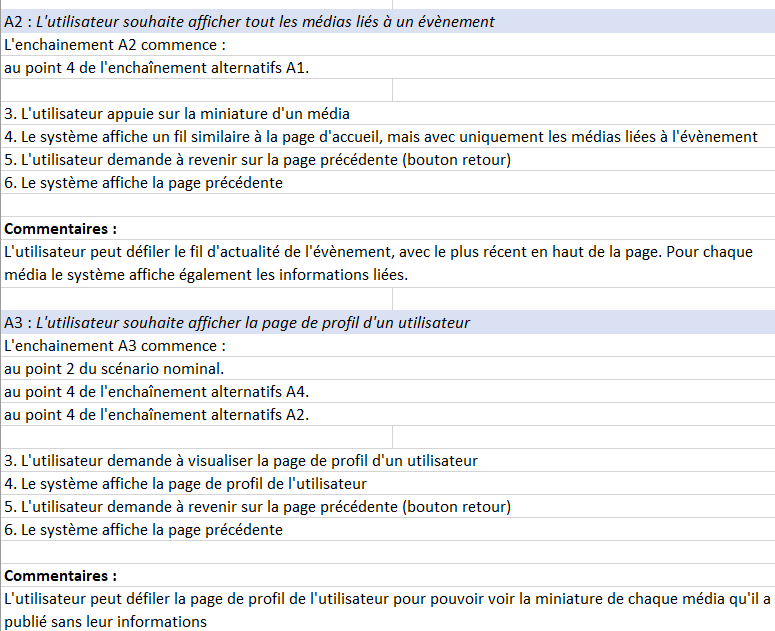 A2 : L'utilisateur souhaite afficher tout les médias liés à un évènement
L'enchainement A2 commence :
au point 4 de l'enchaînement alternatifs A1.
3. L'utilisateur appuie sur la miniature d'un média
4. Le système affiche un fil similaire à la page d'accueil, mais avec uniquement les médias liées à l'évènement
5. L'utilisateur demande à revenir sur la page précédente (bouton retour)
6. Le système affiche la page précédente
Commentaires :
L'utilisateur peut défiler le fil d'actualité de l'évènement, avec le plus récent en haut de la page. Pour chaque
média le système affiche également les informations liées.
A3 : L'utilisateur souhaite afficher la page de profil d'un utilisateur
L'enchainement A3 commence :
au point 2 du scénario nominal.
au point 4 de l'enchaînement alternatifs A4.
au point 4 de l'enchaînement alternatifs A2.
3. L'utilisateur demande à visualiser la page de profil d'un utilisateur
4. Le système affiche la page de profil de l'utilisateur
5. L'utilisateur demande à revenir sur la page précédente (bouton retour)
6. Le système affiche la page précédente
Commentaires :
L'utilisateur peut défiler la page de profil de l'utilisateur pour pouvoir voir la miniature de chaque média qu'il a
publié sans leur informations